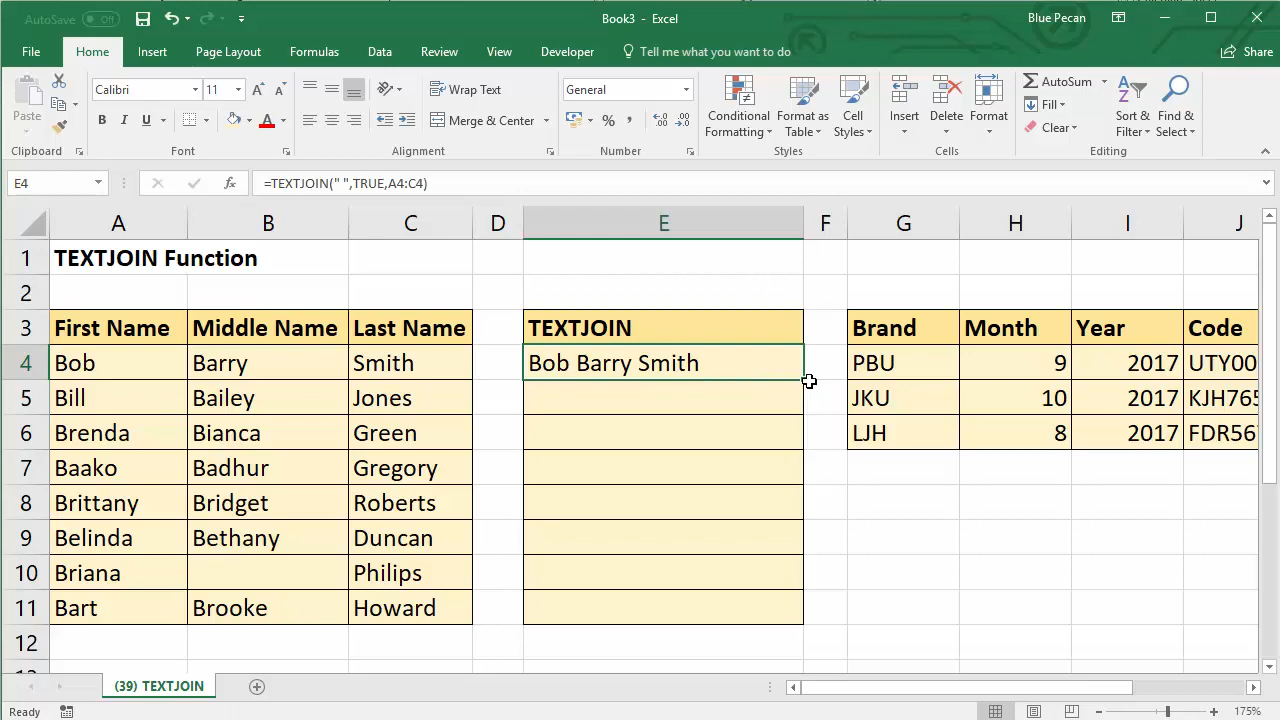 AutoSave Off Book3 - Excel Blue Pecan
File Home Insert Page Layout Formulas Data Review View Developer Tell me what you want to do Share
Paste
Clipboard
Calibri 11 A A
B I U A
Font
Wrap Text
Merge & Center
Alignment
General
% ,
Number
Conditional Formatting
Format as Table
Cell Styles
Styles
Insert Delete Format
Cells
AutoSum
Fill
Clear
Sort & Filter
Find & Select
Editing
E4 fx =TEXTJOIN(" ",TRUE,A4:C4)
A B C D E F G H I J
1 TEXTJOIN Function
2
3 First Name Middle Name Last Name TEXTJOIN Brand Month Year Code
4 Bob Barry Smith Bob Barry Smith PBU 9 2017 UTY00
5 Bill Bailey Jones JKU 10 2017 KJH765
6 Brenda Bianca Green LJH 8 2017 FDR56
7 Baako Badhur Gregory
8 Brittany Bridget Roberts
9 Belinda Bethany Duncan
10 Briana Philips
11 Bart Brooke Howard
12
(39) TEXTJOIN
Ready 175%